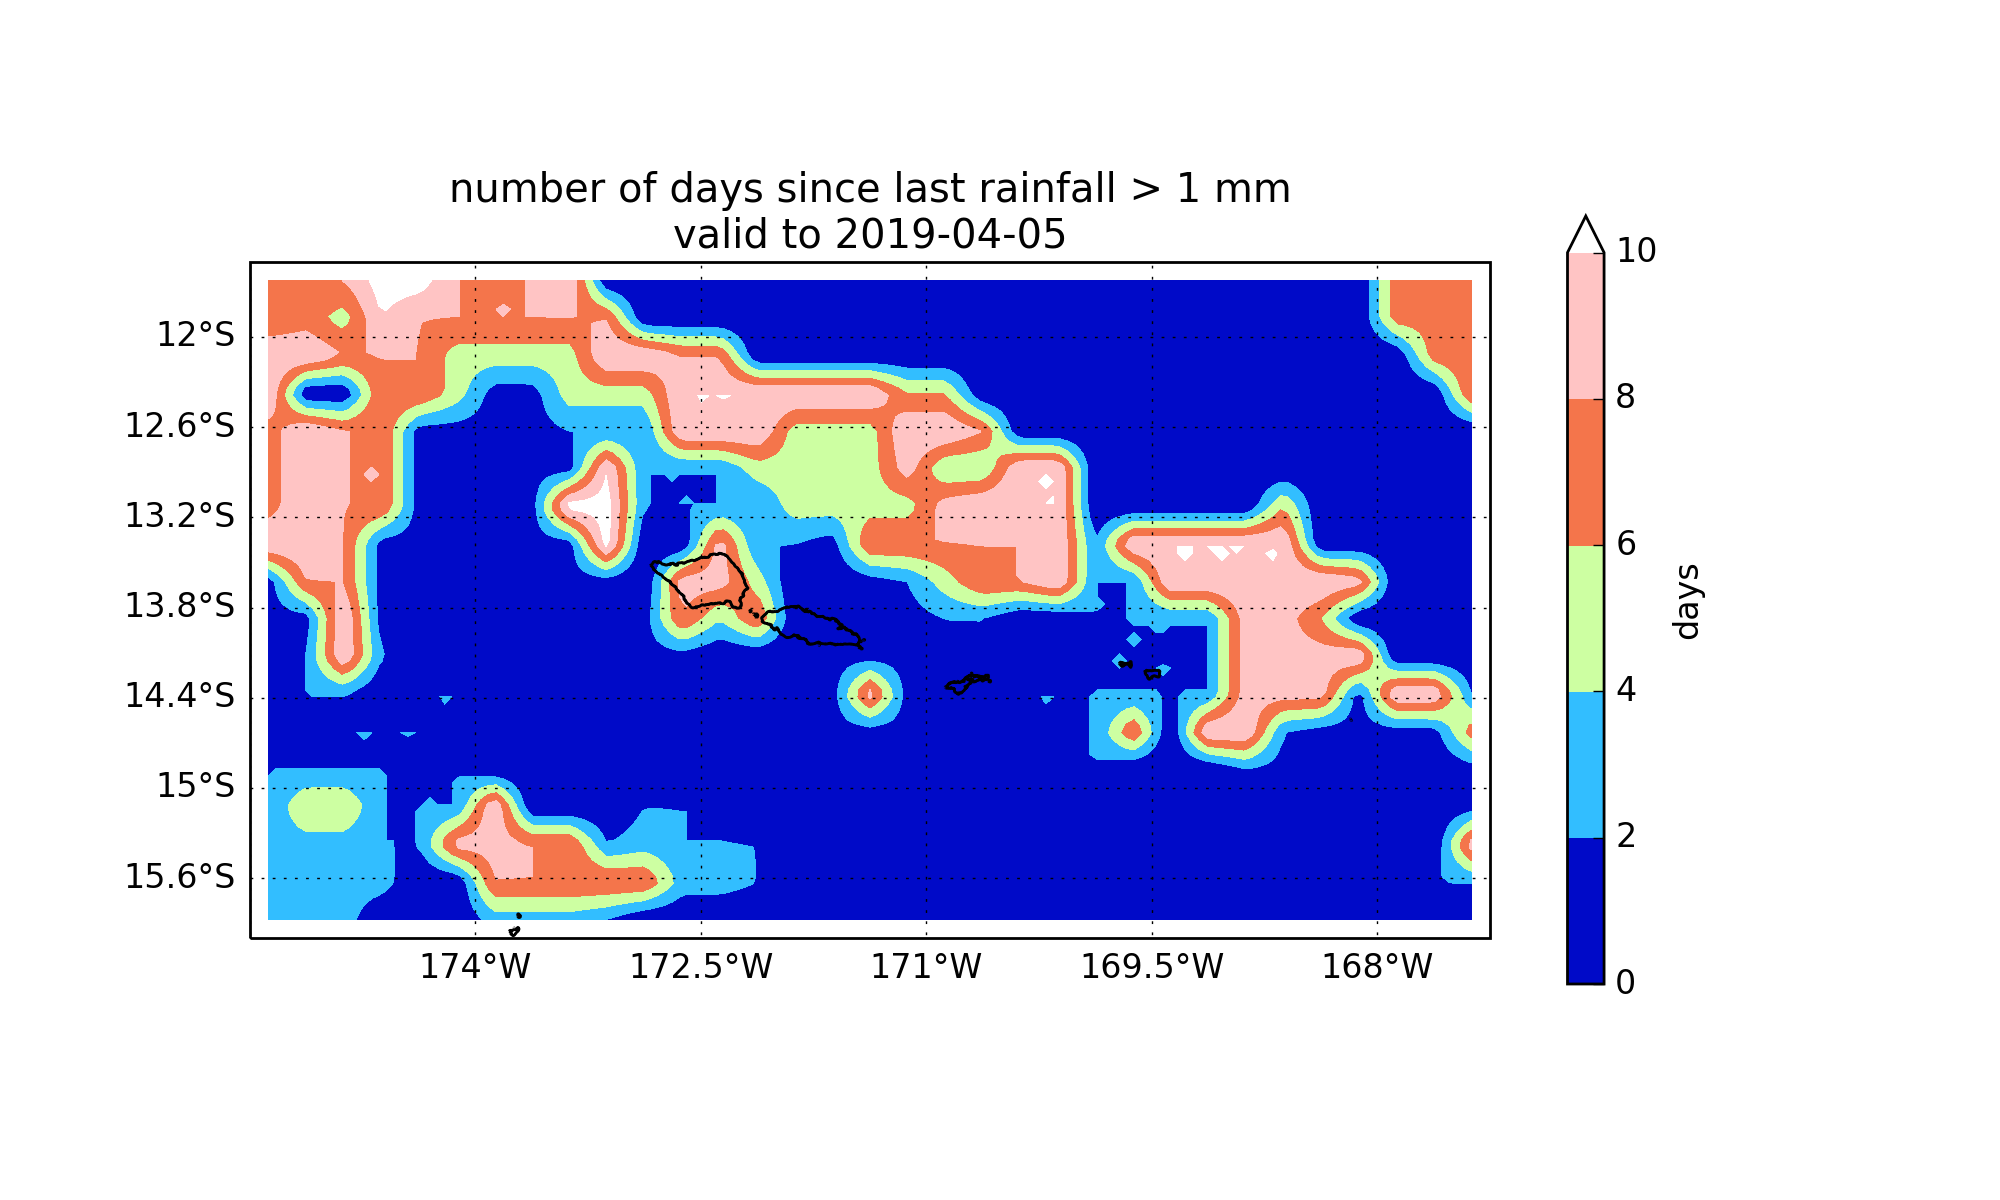 number of days since last rainfall > 1 mm
valid to 2019-04-05
12°S
12.6°S
13.2°S
13.8°S
14.4°S
15°S
15.6°S
174°W
172.5°W
171°W
169.5°W
168°W
10
8
6
4
2
0
days